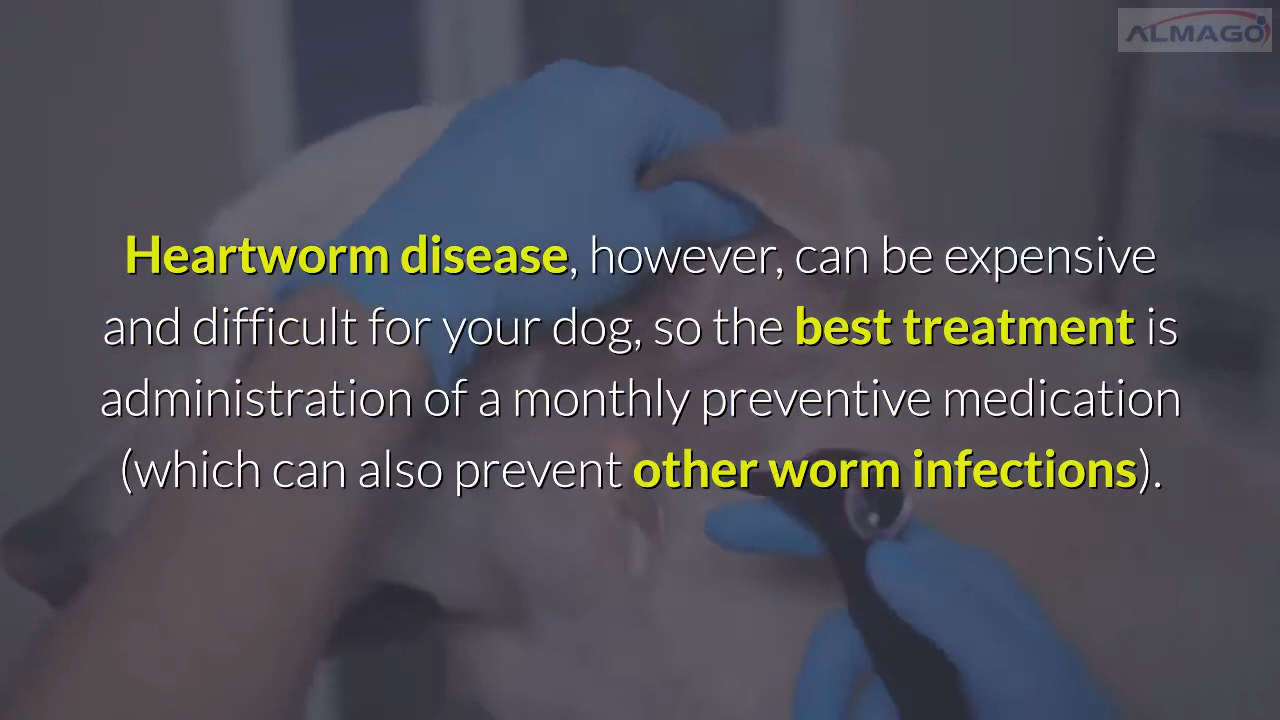 ALMAGO
Heartworm disease, however, can be expensive
and difficult for your dog, so the best treatment is
administration of a monthly preventive medication
(which can also prevent other worm infections).